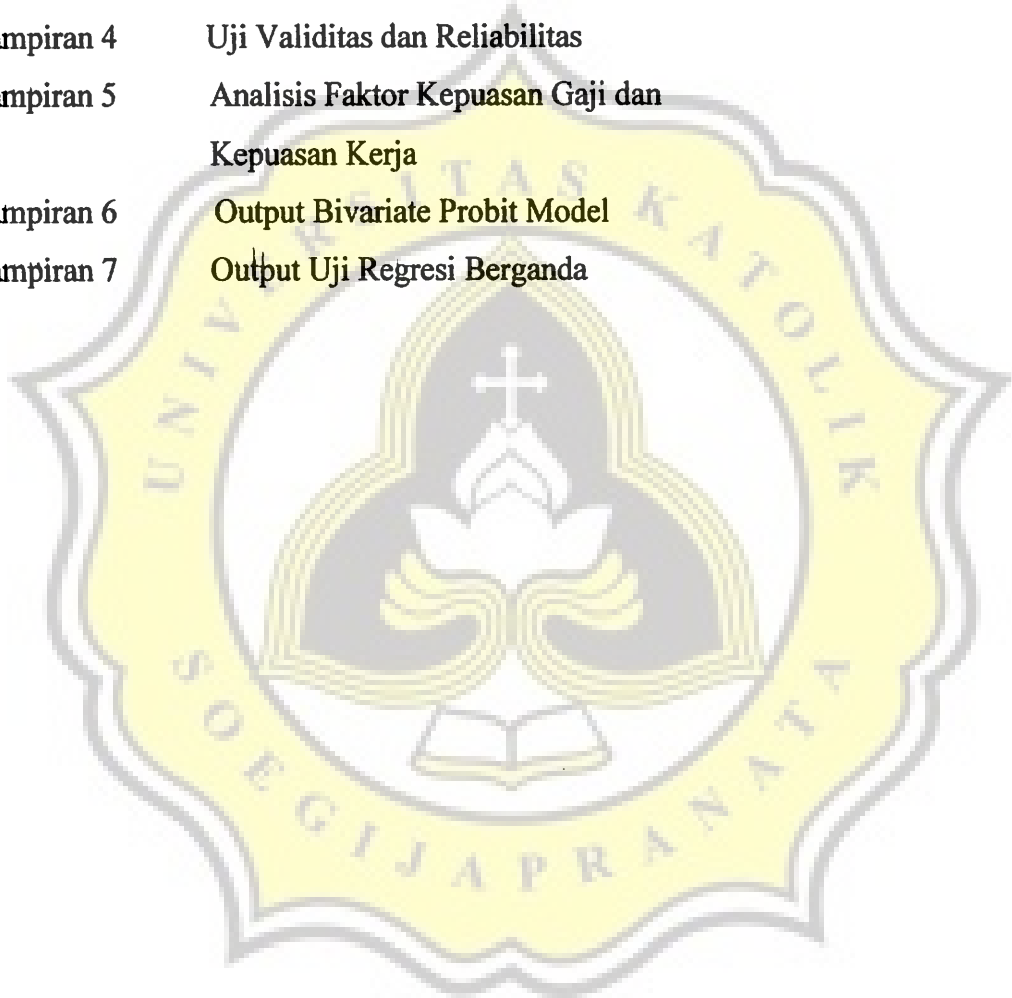 mpiran 4 Uji Validitas dan Reliabilitas
mpiran 5 Analisis Faktor Kepuasan Gaji dan
Kepuasan Kerja
mpiran 6 Output Bivariate Probit Model
mpiran 7 Output Uji Regresi Berganda
UNIVERSITAS KATOLIK
SOEGIJAPRANATA